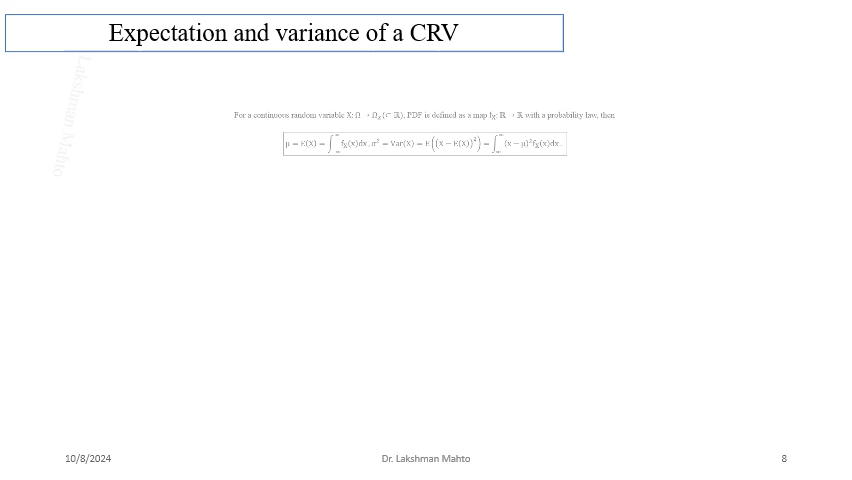 Expectation and variance of a CRV
Lakshman Mahto
For a continuous random variable X: Ω → Ω_X(⊂ ℝ), PDF is defined as a map f_X: ℝ → ℝ with a probability law, then
μ = E(X) = ∫_{-∞}^{∞} f_X(x)dx, σ² = Var(X) = E((X − E(X))²) = ∫_{-∞}^{∞} (x − μ)²f_X(x)dx.
10/8/2024
Dr. Lakshman Mahto
8